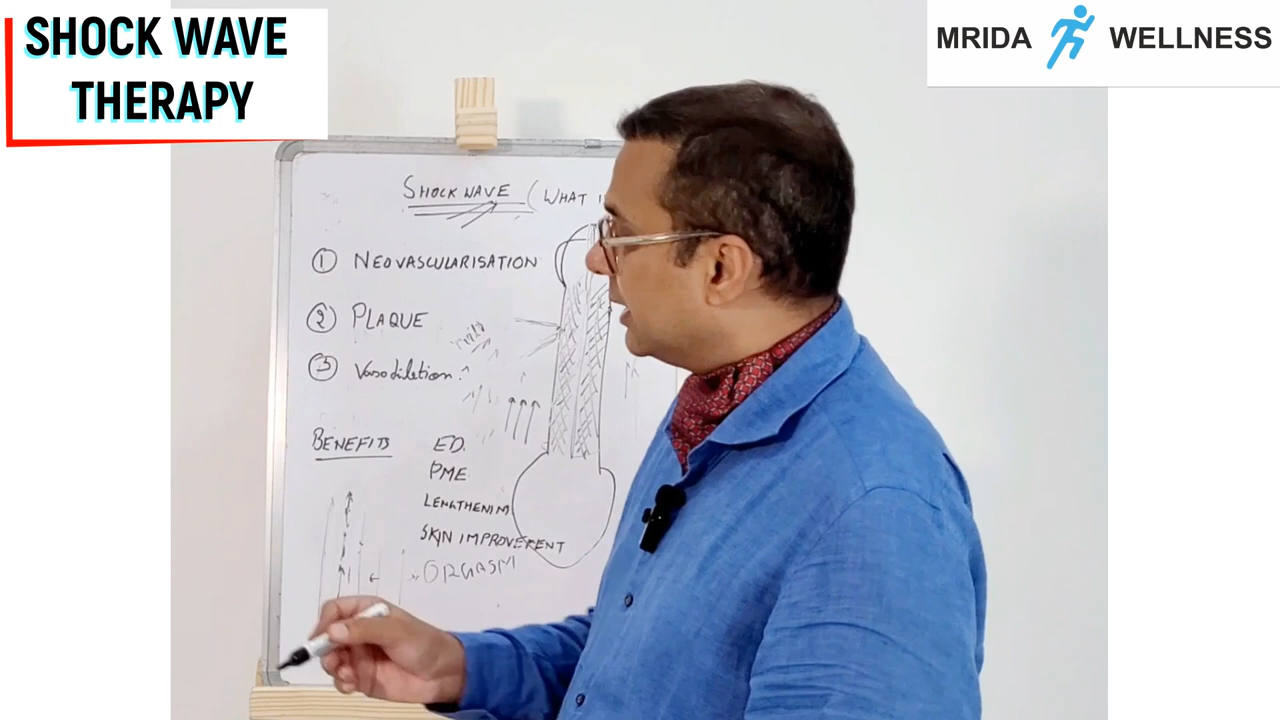 SHOCK WAVE
THERAPY
MRIDA WELLNESS
SHOCK WAVE (WHAT
① NEOVASCULARISATION
② PLAQUE
③ Vasodiletion
BENEFITS
ED.
PME
LENGTHENIN
SKIN IMPROVEMENT
ORGASM